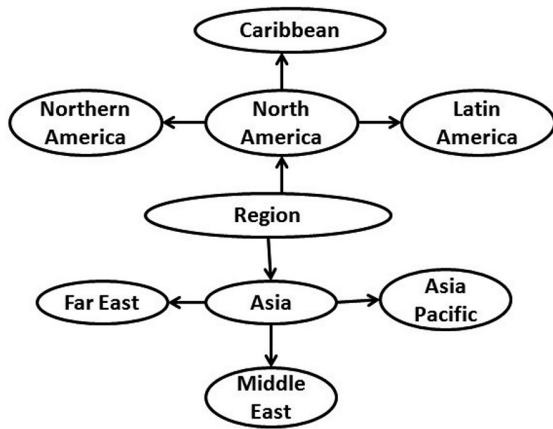 Caribbean
Northern
America
North
America
Latin
America
Region
Far East
Asia
Asia
Pacific
Middle
East